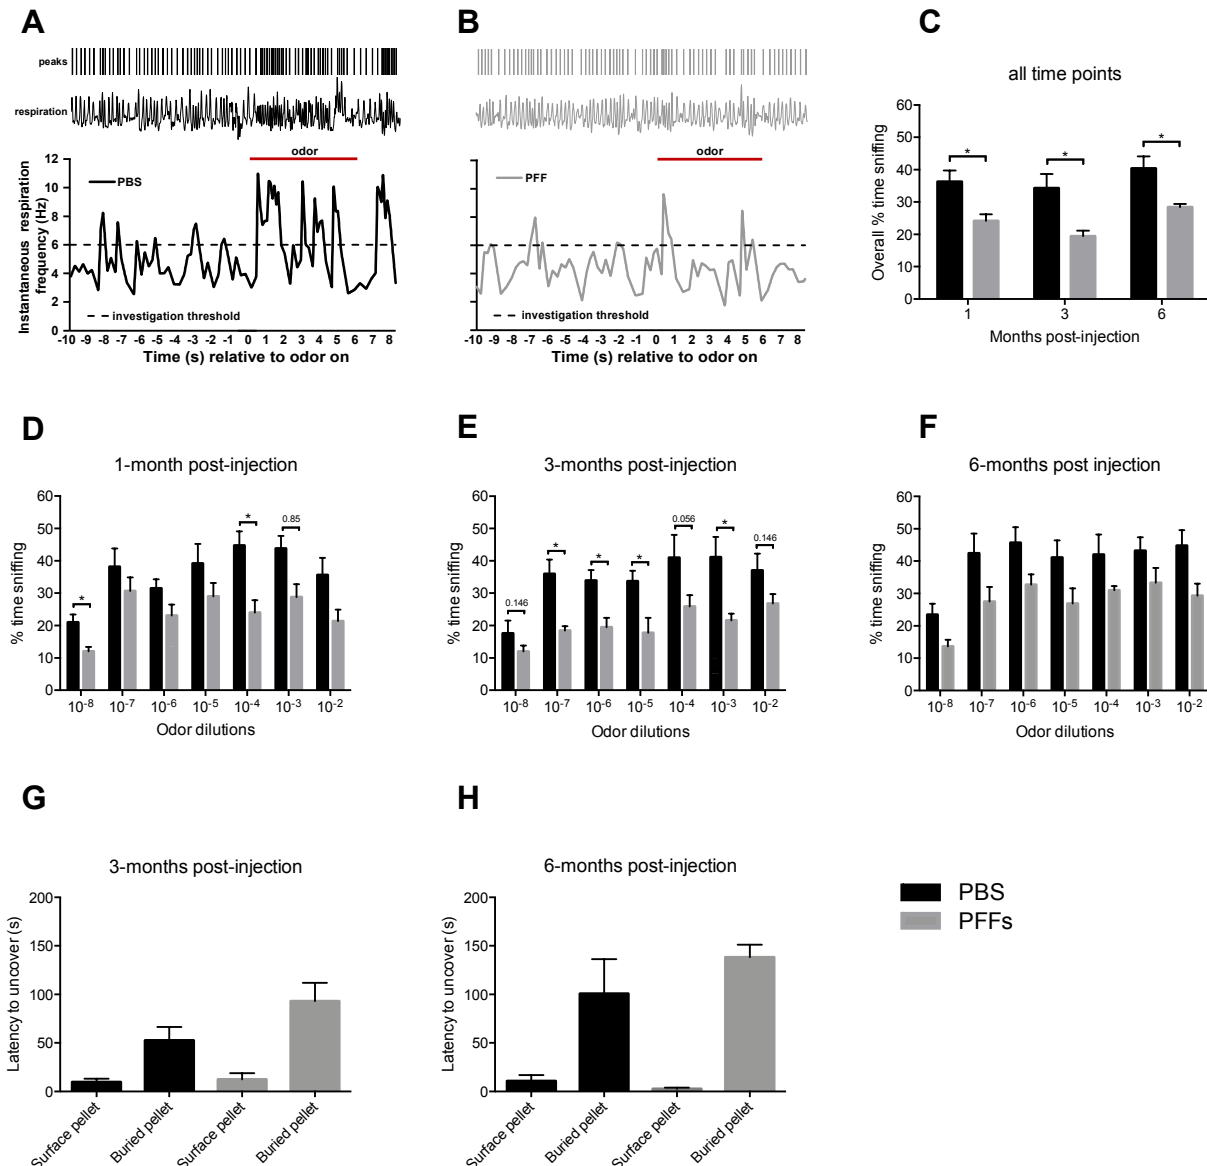 A
peaks
respiration
odor
PBS
investigation threshold
Instantaneous respiration
frequency (Hz)
12
10
8
6
4
2
0
-10 -9 -8 -7 -6 -5 -4 -3 -2 -1 0 1 2 3 4 5 6 7 8
Time (s) relative to odor on
B
odor
PFF
investigation threshold
-10 -9 -8 -7 -6 -5 -4 -3 -2 -1 0 1 2 3 4 5 6 7 8
Time (s) relative to odor on
C
all time points
Overall % time sniffing
60
50
40
30
20
10
0
* * *
1 3 6
Months post-injection
D
1-month post-injection
% time sniffing
60
50
40
30
20
10
0
* * 0.85
10-8 10-7 10-6 10-5 10-4 10-3 10-2
Odor dilutions
E
3-months post-injection
% time sniffing
60
50
40
30
20
10
0
0.146 * * * 0.056 * 0.146
10-8 10-7 10-6 10-5 10-4 10-3 10-2
Odor dilutions
F
6-months post injection
% time sniffing
60
50
40
30
20
10
0
10-8 10-7 10-6 10-5 10-4 10-3 10-2
Odor dilutions
G
3-months post-injection
Latency to uncover (s)
200
150
100
50
0
Surface pellet
Buried pellet
Surface pellet
Buried pellet
H
6-months post-injection
Latency to uncover (s)
200
150
100
50
0
Surface pellet
Buried pellet
Surface pellet
Buried pellet
PBS
PFFs